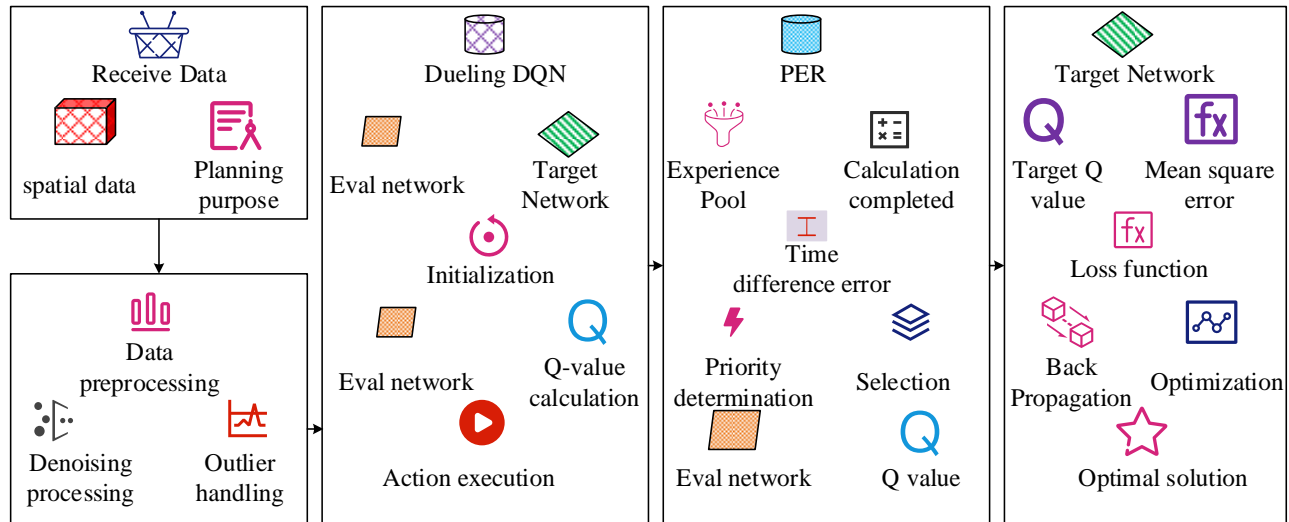 Receive Data
spatial data
Planning
purpose
Data
preprocessing
Denoising
processing
Outlier
handling
Dueling DQN
Eval network
Target
Network
Initialization
Eval network
Q
Q-value
calculation
Action execution
PER
Experience
Pool
Calculation
completed
Time
difference error
Priority
determination
Selection
Eval network
Q
Q value
Target Network
Q
Target Q
value
fx
Mean square
error
fx
Loss function
Back
Propagation
Optimization
Optimal solution